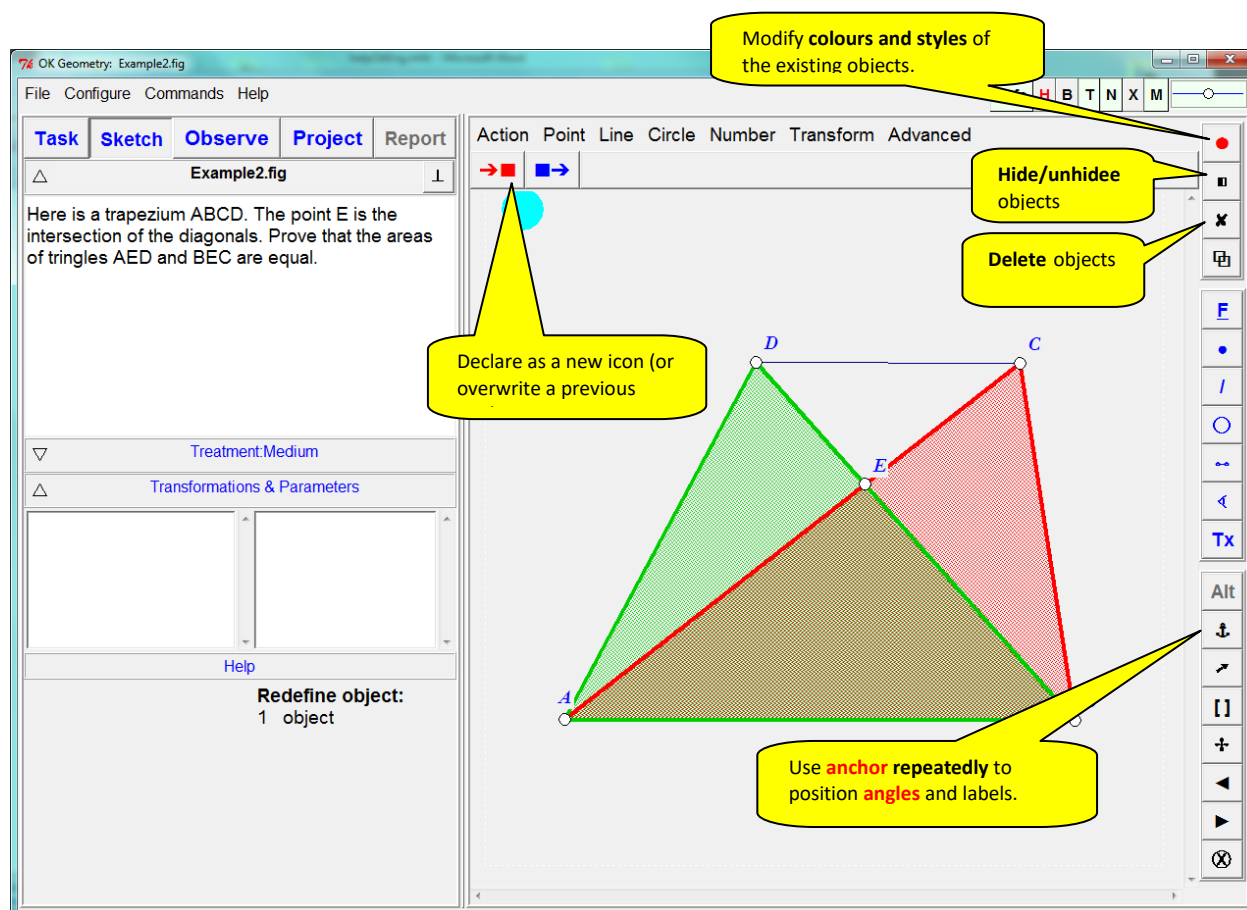 Modify colours and styles of
the existing objects.
OK Geometry: Example2.fig
File Configure Commands Help
H B T N X M
Task Sketch Observe Project Report
Action Point Line Circle Number Transform Advanced
Example2.fig
Hide/unhidee
objects
Here is a trapezium ABCD. The point E is the
intersection of the diagonals. Prove that the areas
of tringles AED and BEC are equal.
Delete objects
F
D
C
Declare as a new icon (or
overwrite a previous
Treatment:Medium
E
Transformations & Parameters
Tx
Alt
Help
Redefine object:
1 object
A
[ ]
Use anchor repeatedly to
position angles and labels.